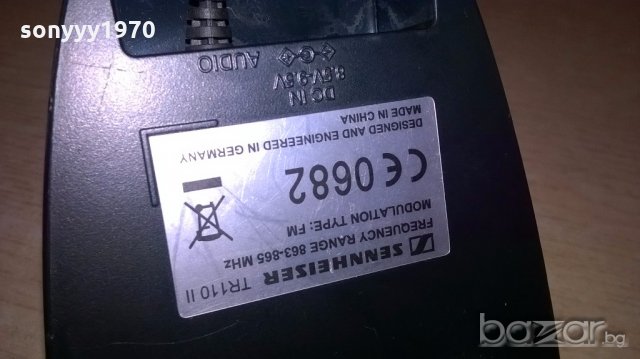 sonyyy1970
AUDIO
DC IN
8.5V-9.5V
SENNHEISER
TR110 II
FREQUENCY RANGE 863-865 MHz
MODULATION TYPE: FM
CE 0682
DESIGNED AND ENGINEERED IN GERMANY
MADE IN CHINA
bazar.bg